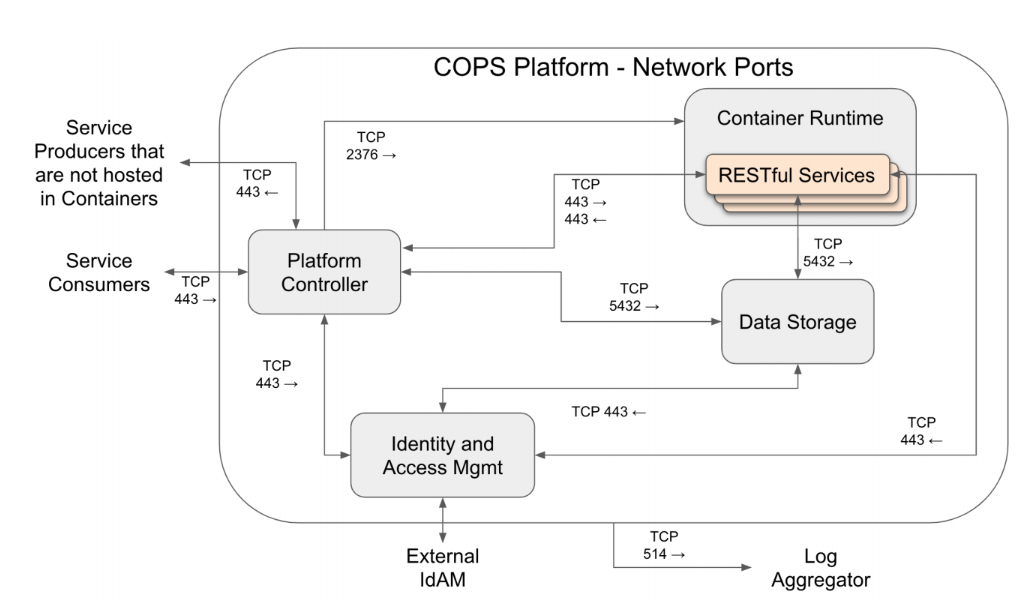 COPS Platform - Network Ports
Service
Producers that
are not hosted
in Containers
TCP
443 ←
TCP
2376 →
Container Runtime
RESTful Services
TCP
443 →
443 ←
Service
Consumers
TCP
443 →
Platform
Controller
TCP
5432 →
TCP
5432 →
Data Storage
TCP
443 →
TCP 443 ←
TCP
443 ←
Identity and
Access Mgmt
External
IdAM
TCP
514 →
Log
Aggregator